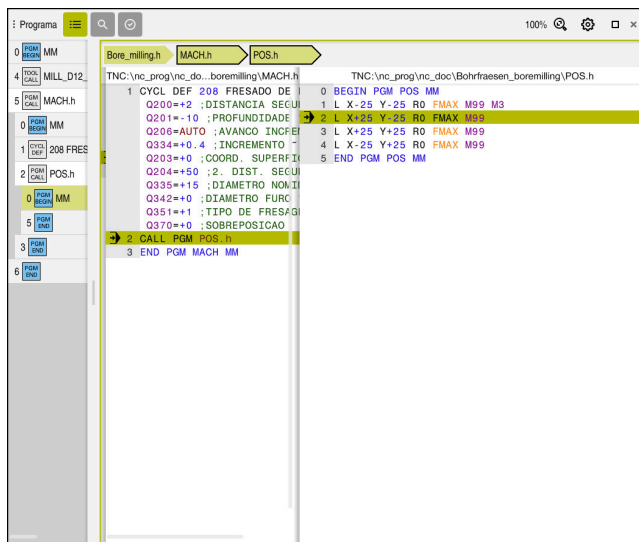 Programa
100%
Bore_milling.h MACH.h POS.h
0 PGM BEGIN MM
4 TOOL CALL MILL_D12_
5 PGM CALL MACH.h
0 PGM BEGIN MM
1 CYCL DEF 208 FRES
2 PGM CALL POS.h
0 PGM BEGIN MM
5 PGM END
3 PGM END
6 PGM END
TNC:\nc_prog\nc_do...boremilling\MACH.h
1 CYCL DEF 208 FRESADO DE
Q200=+2 ;DISTANCIA SEGU
Q201=-10 ;PROFUNDIDADE
Q206=AUTO ;AVANCO INCREM
Q334=+0.4 ;INCREMENTO
Q203=+0 ;COORD. SUPERFI
Q204=+50 ;2. DIST. SEGU
Q335=+15 ;DIAMETRO NOMI
Q342=+0 ;DIAMETRO FURO
Q351=+1 ;TIPO DE FRESAG
Q370=+0 ;SOBREPOSICAO
2 CALL PGM POS.h
3 END PGM MACH MM
TNC:\nc_prog\nc_doc\Bohrfraesen_boremilling\POS.h
0 BEGIN PGM POS MM
1 L X-25 Y-25 R0 FMAX M99 M3
2 L X+25 Y-25 R0 FMAX M99
3 L X+25 Y+25 R0 FMAX M99
4 L X-25 Y+25 R0 FMAX M99
5 END PGM POS MM